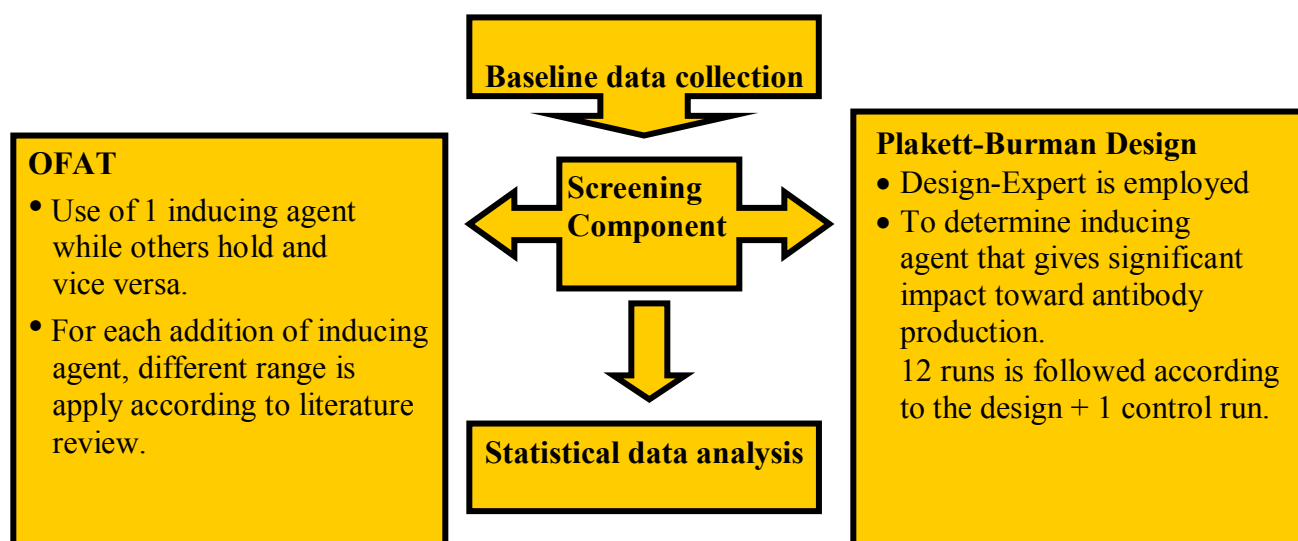 Baseline data collection
OFAT
• Use of 1 inducing agent
while others hold and
vice versa.
• For each addition of inducing
agent, different range is
apply according to literature
review.
Screening
Component
Plakett-Burman Design
• Design-Expert is employed
• To determine inducing
agent that gives significant
impact toward antibody
production.
12 runs is followed according
to the design + 1 control run.
Statistical data analysis